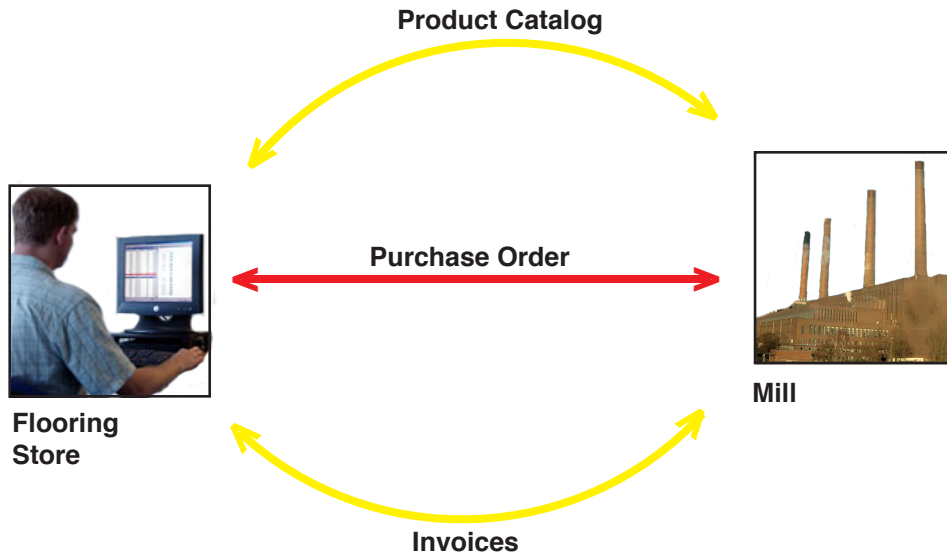 Product Catalog
Purchase Order
Flooring
Store
Mill
Invoices